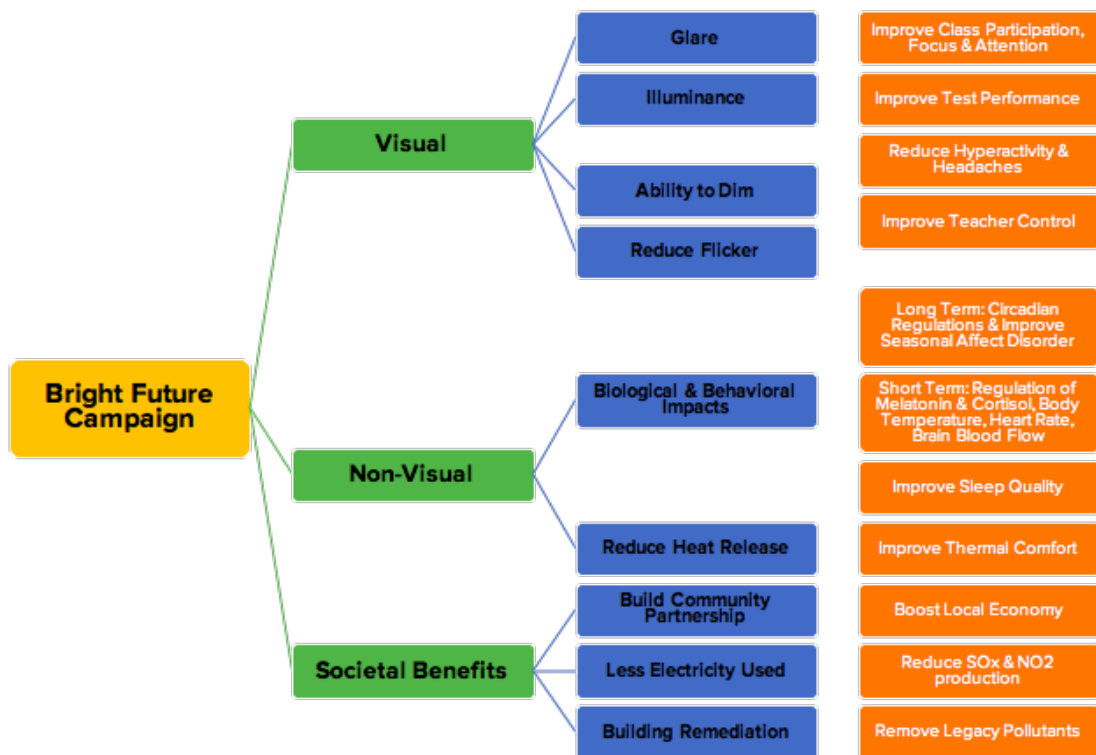 Bright Future
Campaign
Visual
Glare
Illuminance
Ability to Dim
Reduce Flicker
Improve Class Participation,
Focus & Attention
Improve Test Performance
Reduce Hyperactivity &
Headaches
Improve Teacher Control
Non-Visual
Biological & Behavioral
Impacts
Reduce Heat Release
Long Term: Circadian
Regulations & Improve
Seasonal Affect Disorder
Short Term: Regulation of
Melatonin & Cortisol, Body
Temperature, Heart Rate,
Brain Blood Flow
Improve Sleep Quality
Improve Thermal Comfort
Societal Benefits
Build Community
Partnership
Less Electricity Used
Building Remediation
Boost Local Economy
Reduce SOx & NO2
production
Remove Legacy Pollutants